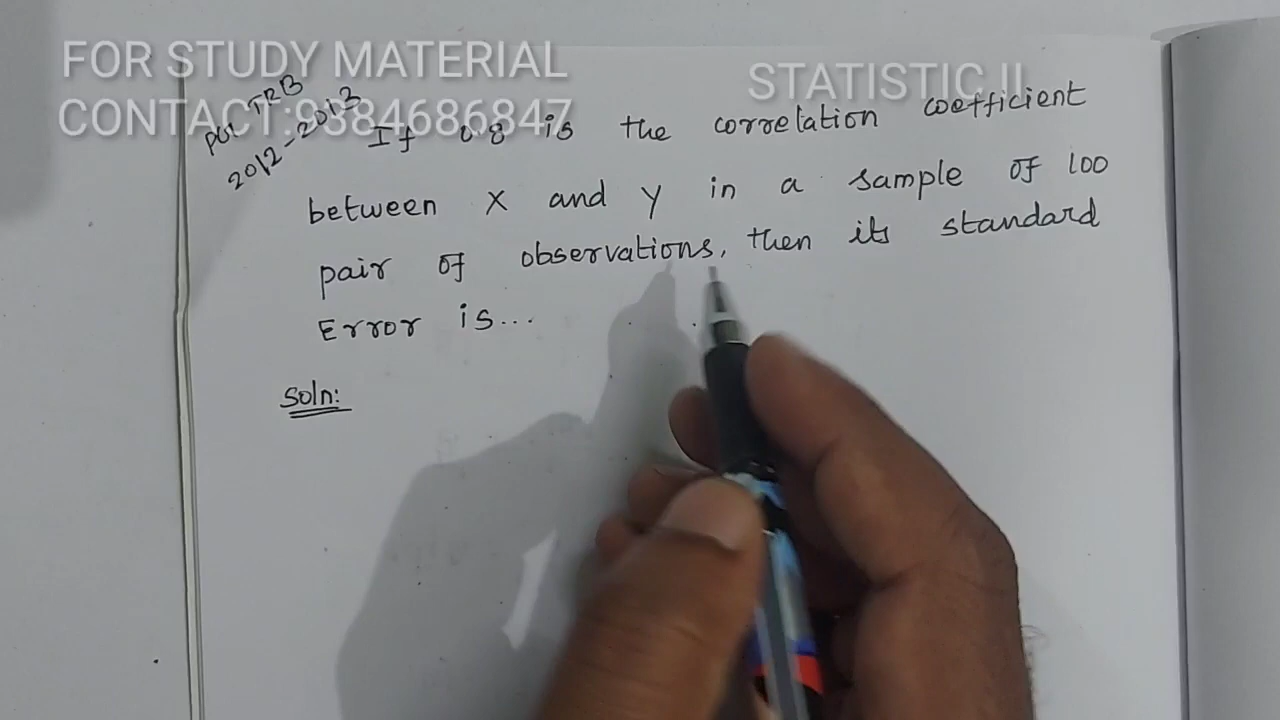 FOR STUDY MATERIAL
CONTACT:9384686847
STATISTIC II
PG TRB
2012-2013
If 0.8 is the correlation coefficient
between X and Y in a sample of 100
pair of observations, then its standard
Error is...
Soln: